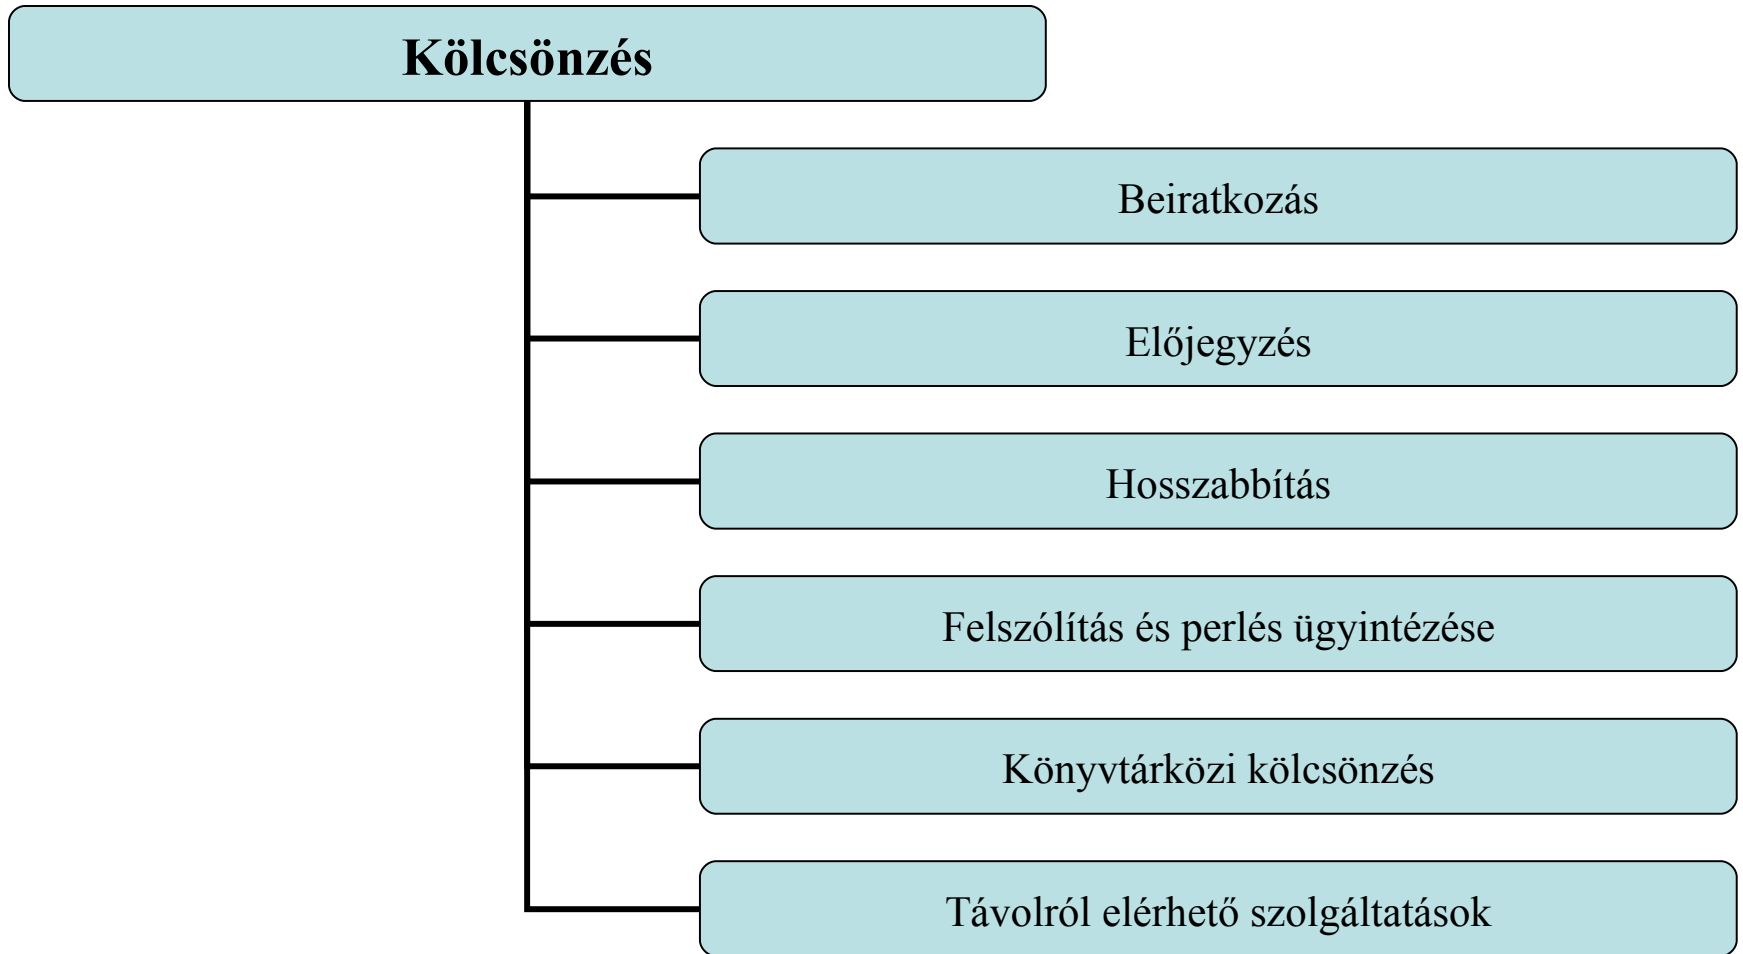 Kölcsönzés
Beiratkozás
Előjegyzés
Hosszabbítás
Felszólítás és perlés ügyintézése
Könyvtárközi kölcsönzés
Távolról elérhető szolgáltatások